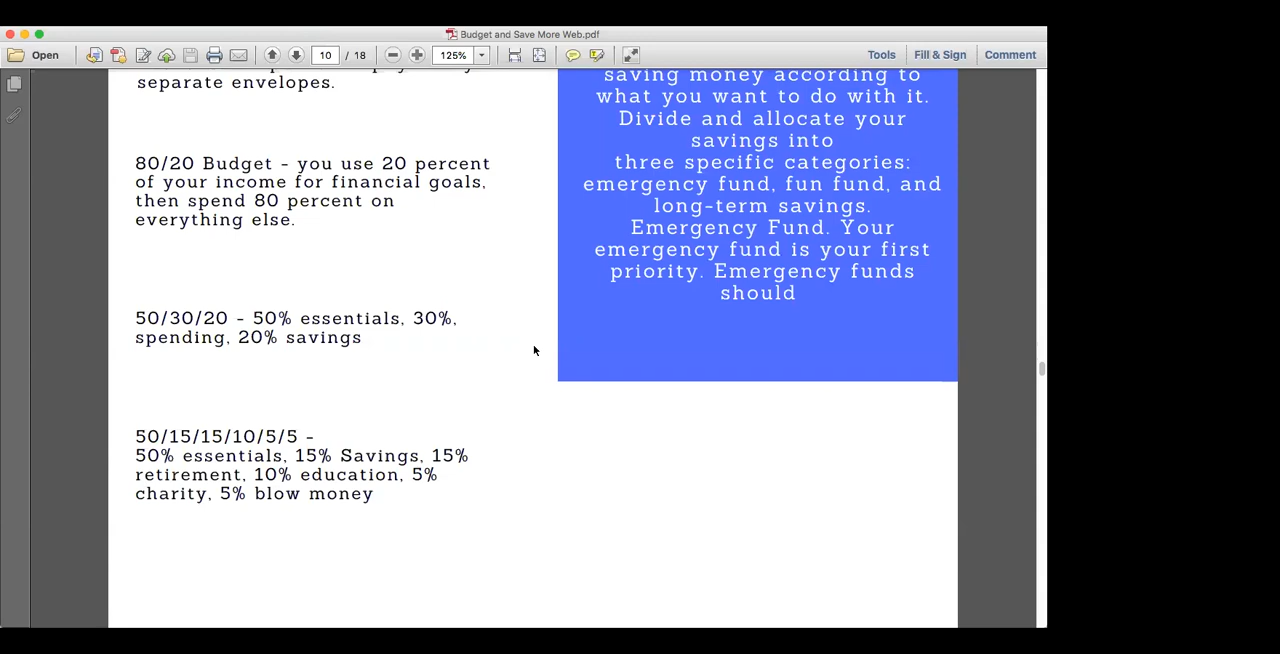 Budget and Save More Web.pdf
Open
10 / 18
125%
Tools
Fill & Sign
Comment
separate envelopes.
80/20 Budget - you use 20 percent
of your income for financial goals,
then spend 80 percent on
everything else.
50/30/20 - 50% essentials, 30%,
spending, 20% savings
50/15/15/10/5/5 -
50% essentials, 15% Savings, 15%
retirement, 10% education, 5%
charity, 5% blow money
saving money according to
what you want to do with it.
Divide and allocate your
savings into
three specific categories:
emergency fund, fun fund, and
long-term savings.
Emergency Fund. Your
emergency fund is your first
priority. Emergency funds
should